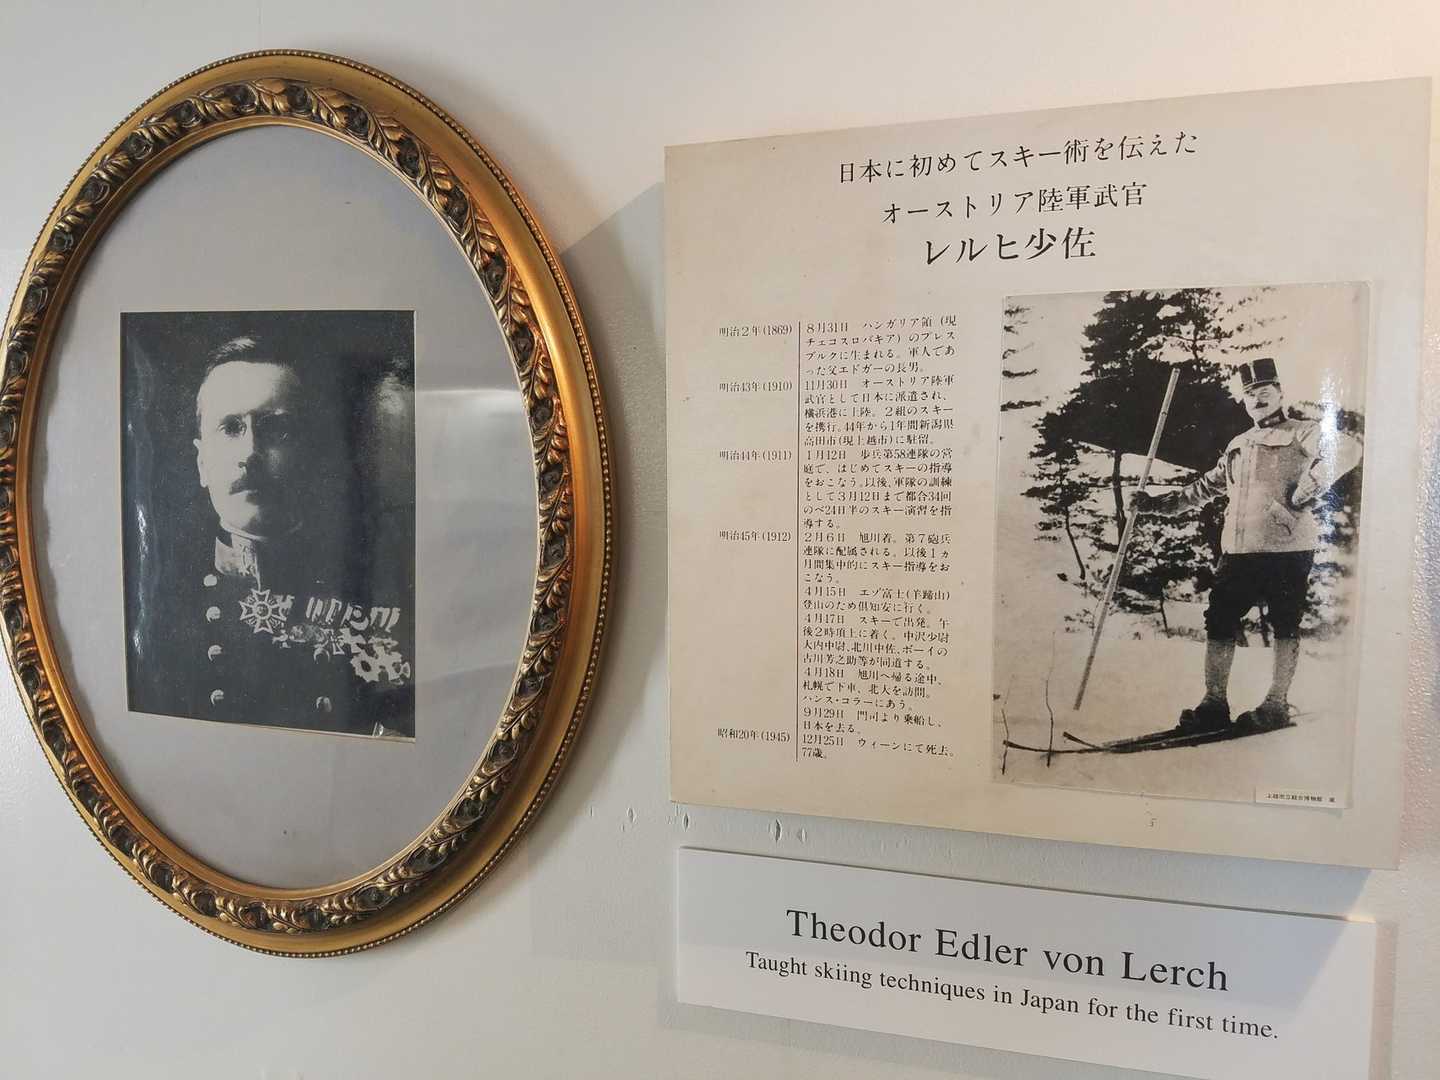 日本に初めてスキー術を伝えた
オーストリア陸軍武官
レルヒ少佐
明治2年(1869) 8月31日 ハンガリア領(現
チェコスロバキア)のプレス
ブルクに生まれる。軍人であ
った父エドガーの長男。
明治43年(1910) 11月30日 オーストリア陸軍
武官として日本に派遣され、
横浜港に上陸。2組のスキー
を携行。44年から1年間新潟県
高田市(現上越市)に駐留。
明治44年(1911) 1月12日 歩兵第58連隊の営
庭で、はじめてスキーの指導
をおこなう。以後、軍隊の訓練
として3月12日まで都合34回
のべ24日半のスキー演習を指
導する。
明治45年(1912) 2月6日 旭川着。第7砲兵
連隊に配属される。以後1ヵ
月間集中的にスキー指導をお
こなう。
4月15日 エゾ富士(羊蹄山)
登山のため倶知安に行く。
4月17日 スキーで出発。午
後2時項上に着く。中沢少尉
大内中尉、北川中佐、ボーイの
古川芳之助等が同道する。
4月18日 旭川へ帰る途中、
札幌で下車、北大を訪問。
ハンス・コラーにあう。
9月29日 門司より乗船し、
日本を去る。
昭和20年(1945) 12月25日 ウィーンにて死去。
77歳。
上越市立総合博物館 蔵
Theodor Edler von Lerch
Taught skiing techniques in Japan for the first time.